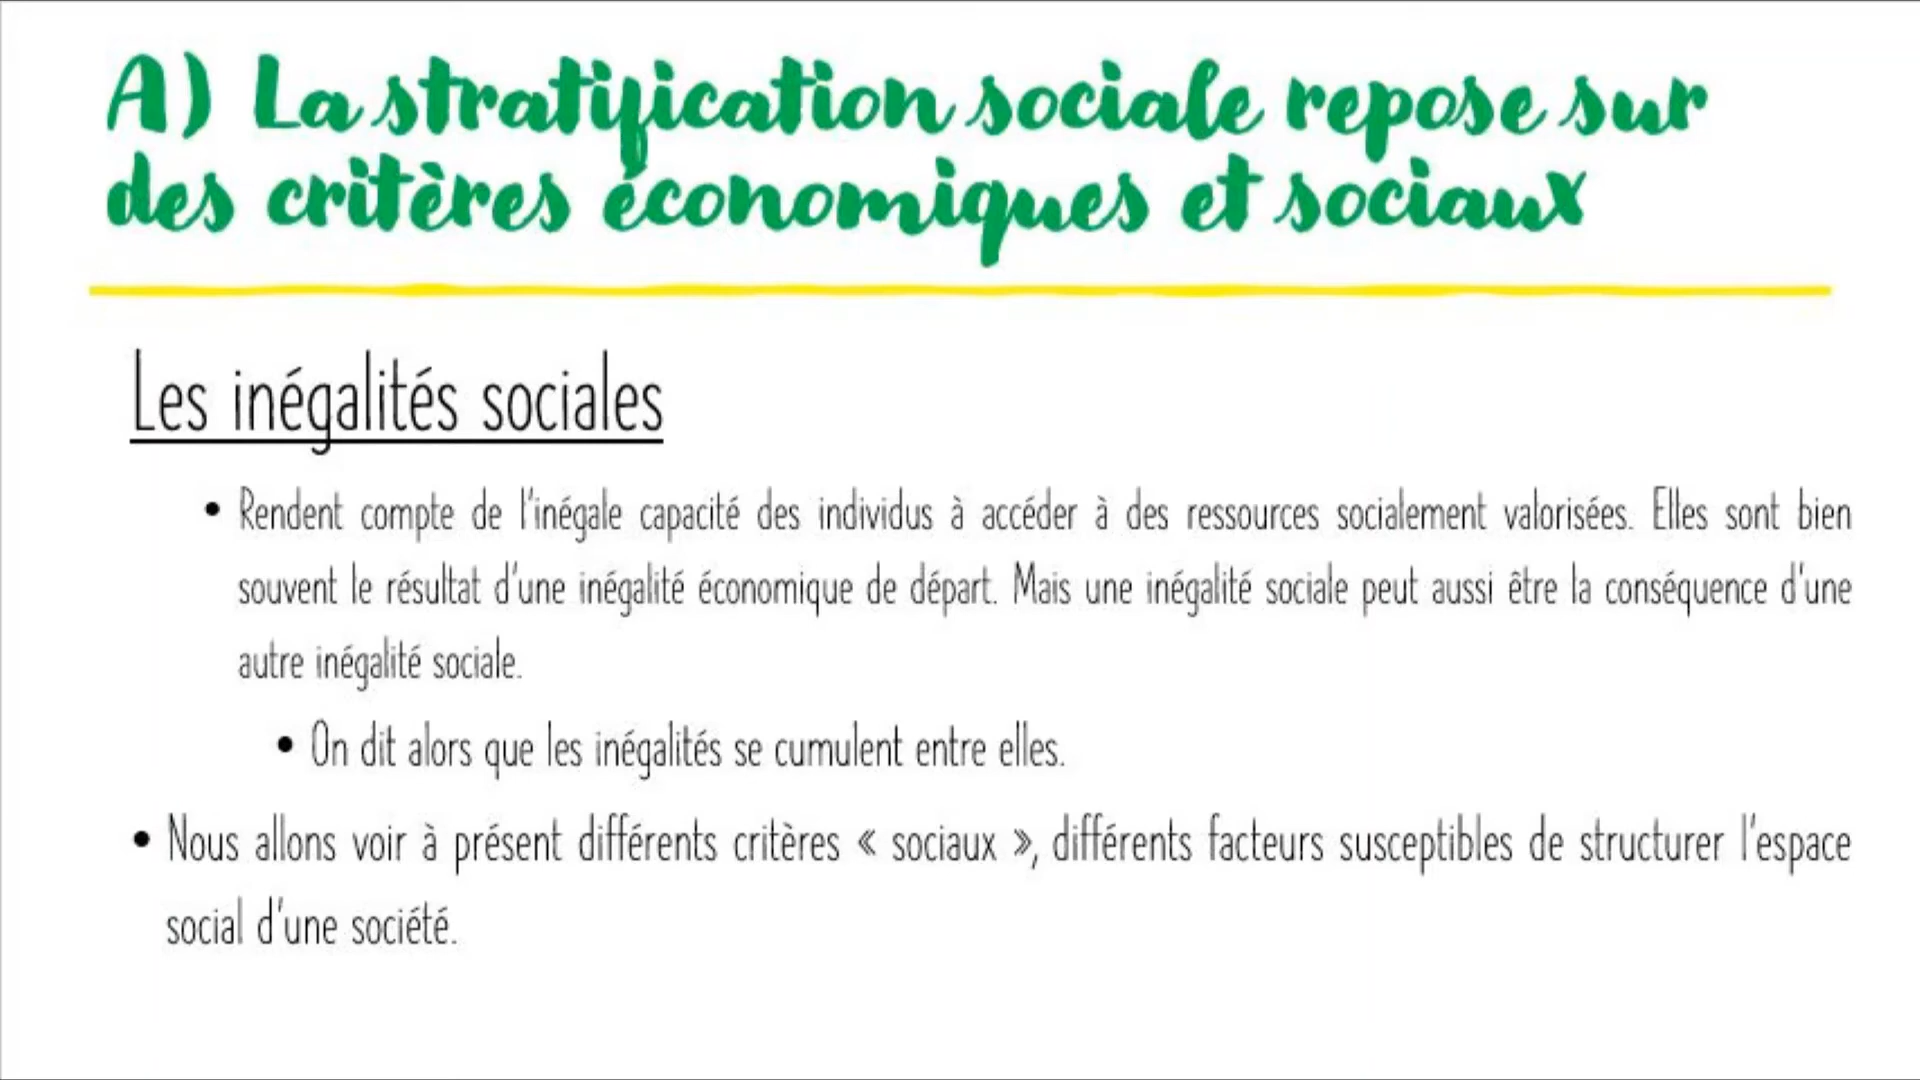 A) La stratification sociale repose sur
des critères économiques et sociaux
Les inégalités sociales
• Rendent compte de l'inégale capacité des individus à accéder à des ressources socialement valorisées. Elles sont bien
souvent le résultat d'une inégalité économique de départ. Mais une inégalité sociale peut aussi être la conséquence d'une
autre inégalité sociale.
• On dit alors que les inégalités se cumulent entre elles.
• Nous allons voir à présent différents critères « sociaux », différents facteurs susceptibles de structurer l'espace
social d'une société.